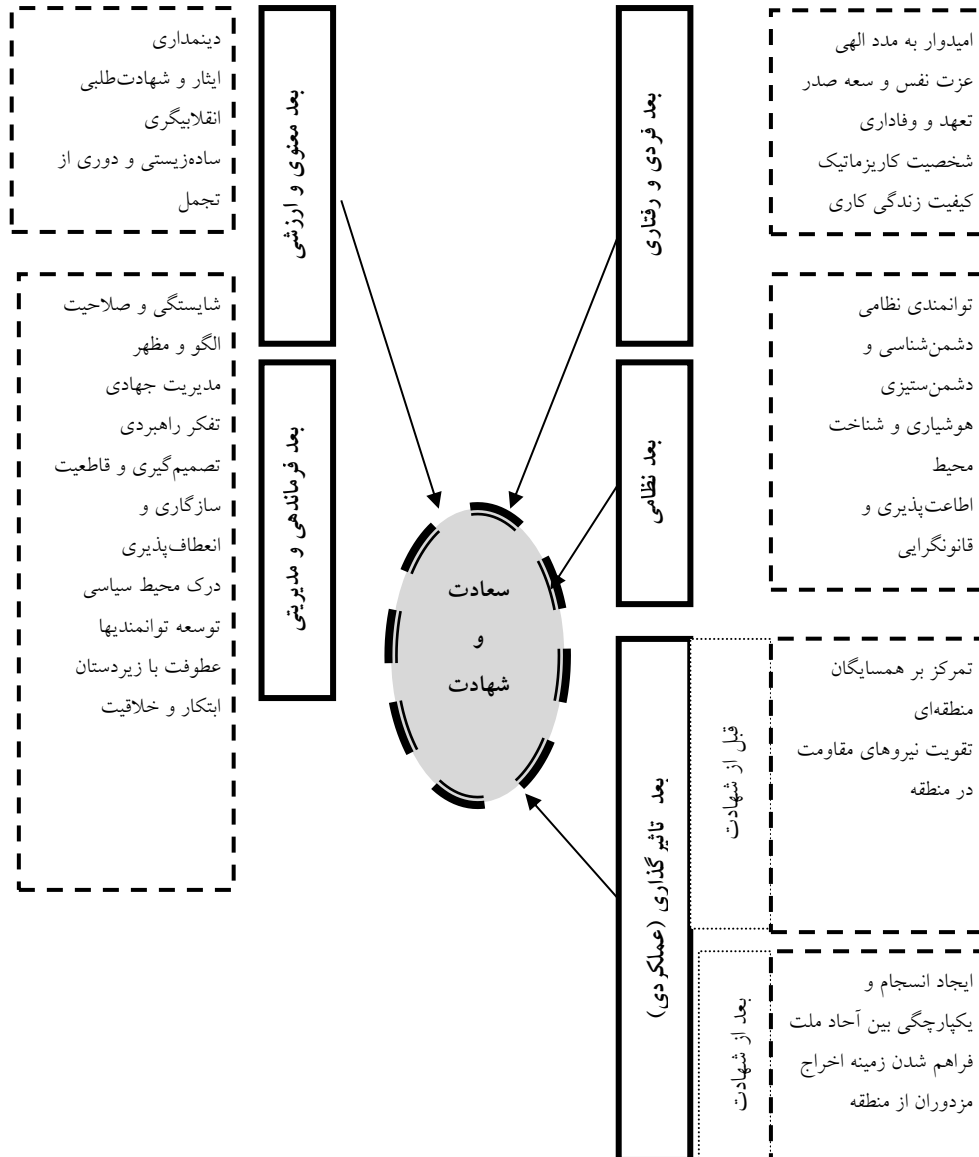 امیدوار به مدد الهی
عزت نفس و سعه صدر
تعهد و وفاداری
شخصیت کاریزماتیک
کیفیت زندگی کاری
بعد فردی و رفتاری
توانمندی نظامی
دشمن‌شناسی و
دشمن‌ستیزی
هوشیاری و شناخت
محیط
اطاعت‌پذیری و
قانونگرایی
بعد نظامی
تمرکز بر همسایگان
منطقه‌ای
تقویت نیروهای مقاومت
در منطقه
قبل از شهادت
ایجاد انسجام و
یکپارچگی بین آحاد ملت
فراهم شدن زمینه اخراج
مزدوران از منطقه
بعد از شهادت
بعد تاثیرگذاری (عملکردی)
سعادت
و
شهادت
بعد معنوی و ارزشی
دینمداری
ایثار و شهادت‌طلبی
انقلابیگری
ساده‌زیستی و دوری از
تجمل
بعد فرماندهی و مدیریتی
شایستگی و صلاحیت
الگو و مظهر
مدیریت جهادی
تفکر راهبردی
تصمیم‌گیری و قاطعیت
سازگاری و
انعطاف‌پذیری
درک محیط سیاسی
توسعه توانمندیها
عطوفت با زیردستان
ابتکار و خلاقیت